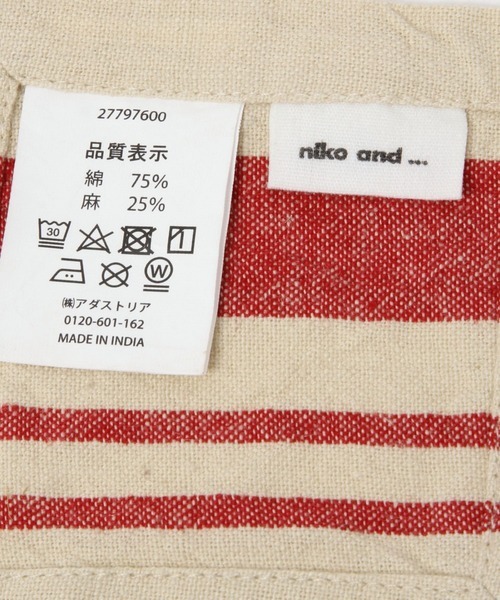 27797600
品質表示
綿 75%
麻 25%
30
W
㈱アダストリア
0120-601-162
MADE IN INDIA
niko and ...